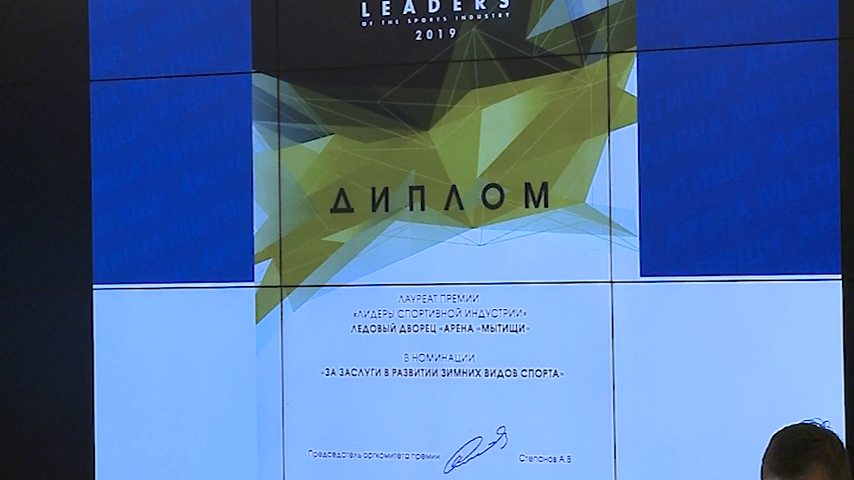 LEADERS
OF THE SPORTS INDUSTRY
2019
ДИПЛОМ
ЛАУРЕАТ ПРЕМИИ
«ЛИДЕРЫ СПОРТИВНОЙ ИНДУСТРИИ»
ЛЕДОВЫЙ ДВОРЕЦ «АРЕНА «МЫТИЩИ»
В НОМИНАЦИИ
«ЗА ЗАСЛУГИ В РАЗВИТИИ ЗИМНИХ ВИДОВ СПОРТА»
Председатель оргкомитета премии Степанов А.В.